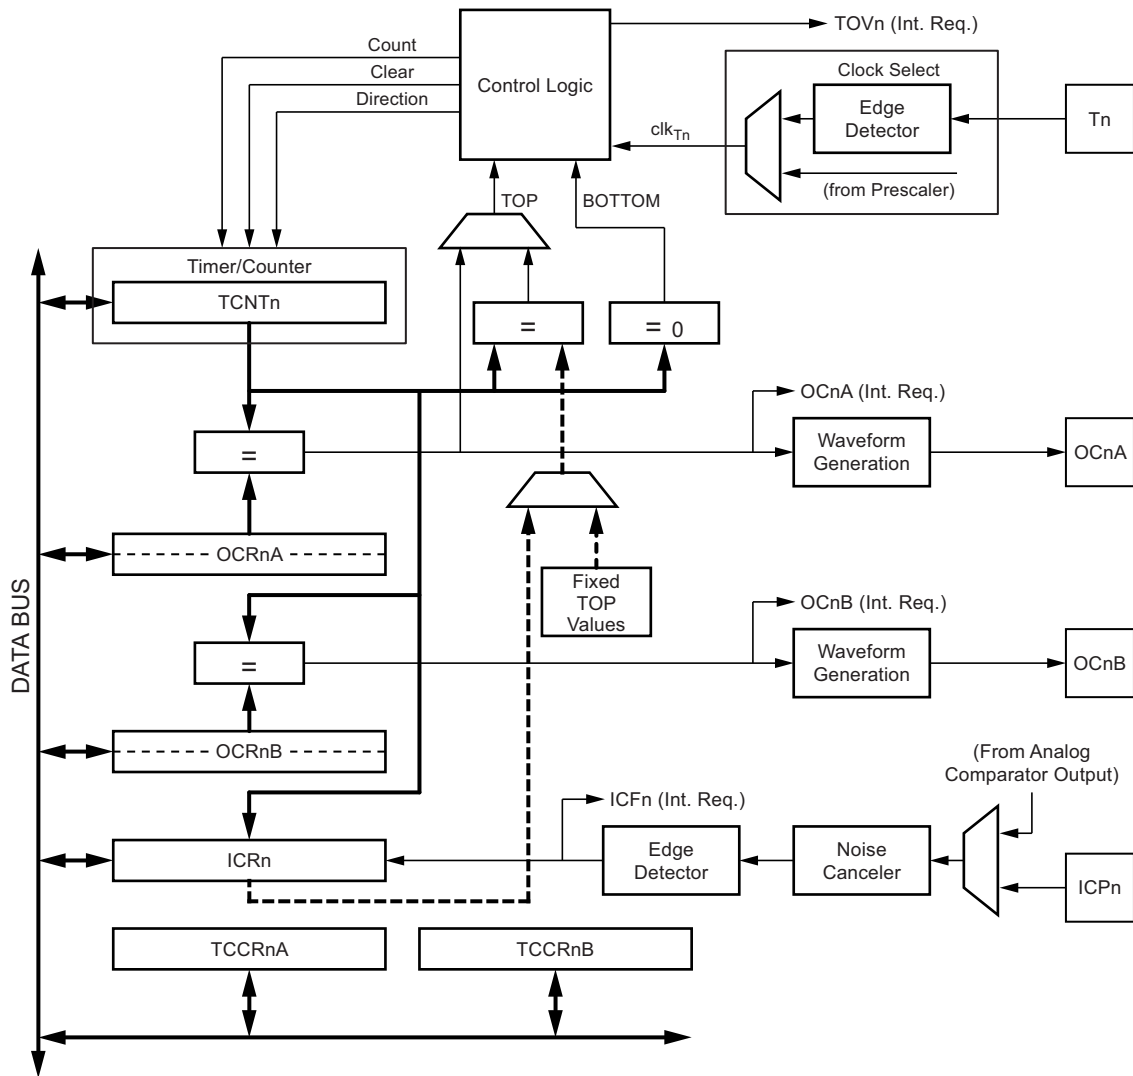 TOVn (Int. Req.)
Count
Clear
Direction
Control Logic
Clock Select
Edge
Detector
Tn
clkTn
(from Prescaler)
TOP
BOTTOM
Timer/Counter
TCNTn
=
= 0
OCnA (Int. Req.)
=
Waveform
Generation
OCnA
OCRnA
Fixed
TOP
Values
DATA BUS
OCnB (Int. Req.)
=
Waveform
Generation
OCnB
OCRnB
(From Analog
Comparator Output)
ICFn (Int. Req.)
ICRn
Edge
Detector
Noise
Canceler
ICPn
TCCRnA
TCCRnB